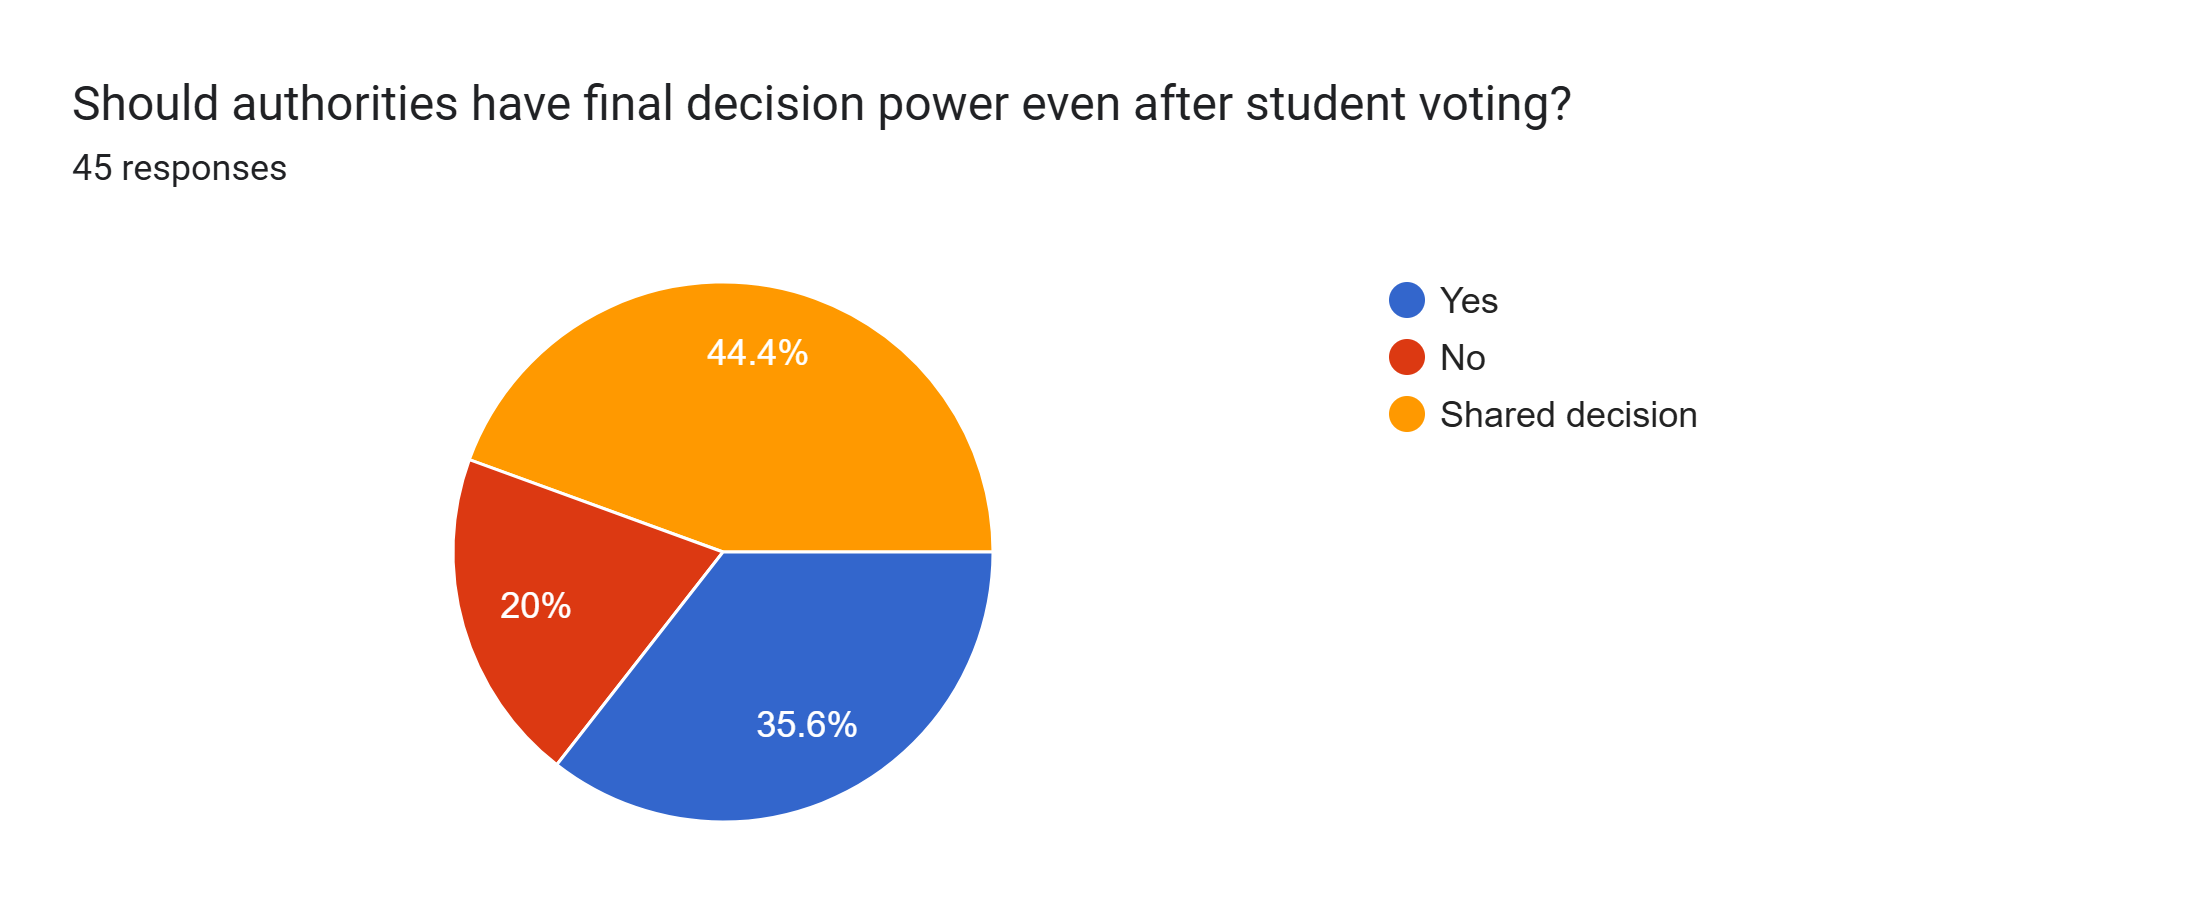 Should authorities have final decision power even after student voting?
45 responses
44.4%
20%
35.6%
Yes
No
Shared decision